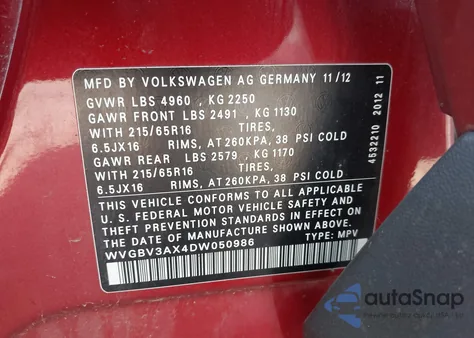 MFD BY VOLKSWAGEN AG GERMANY 11/12
GVWR LBS 4960 , KG 2250
GAWR FRONT LBS 2491 , KG 1130
WITH 215/65R16 TIRES,
6.5JX16 RIMS, AT 260KPA, 38 PSI COLD
GAWR REAR LBS 2579 , KG 1170
WITH 215/65R16 TIRES,
6.5JX16 RIMS, AT 260KPA, 38 PSI COLD
THIS VEHICLE CONFORMS TO ALL APPLICABLE
U. S. FEDERAL MOTOR VEHICLE SAFETY AND
THEFT PREVENTION STANDARDS IN EFFECT ON
THE DATE OF MANUFACTURE SHOWN ABOVE
WVGBV3AX4DW050986 TYPE: MPV
4532210 2012 11
autoSnap